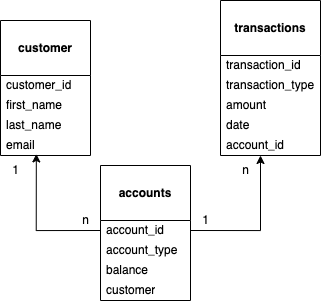 customer
customer_id
first_name
last_name
email
transactions
transaction_id
transaction_type
amount
date
account_id
1
n
n
1
accounts
account_id
account_type
balance
customer